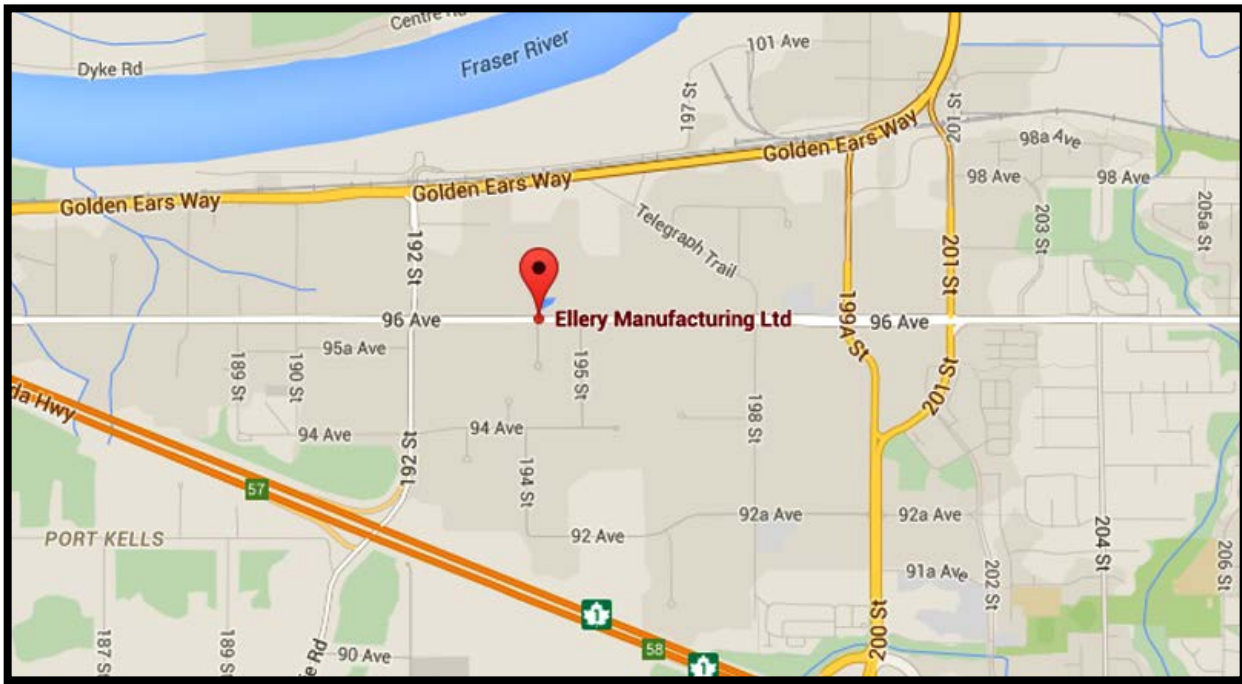 Centre Rd
Dyke Rd
Fraser River
101 Ave
197 St
201 St
98a Ave
Golden Ears Way
Golden Ears Way
Golden Ears Way
98 Ave
98 Ave
205a St
203 St
Telegraph Trail
192 St
201 St
96 Ave
Ellery Manufacturing Ltd
199A St
96 Ave
95a Ave
189 St
190 St
195 St
201 St
da Hwy
94 Ave
94 Ave
198 St
192 St
194 St
57
PORT KELLS
92 Ave
92a Ave
92a Ave
204 St
206 St
91a Ave
202 St
1
200 St
187 St
189 St
90 Ave
58
1